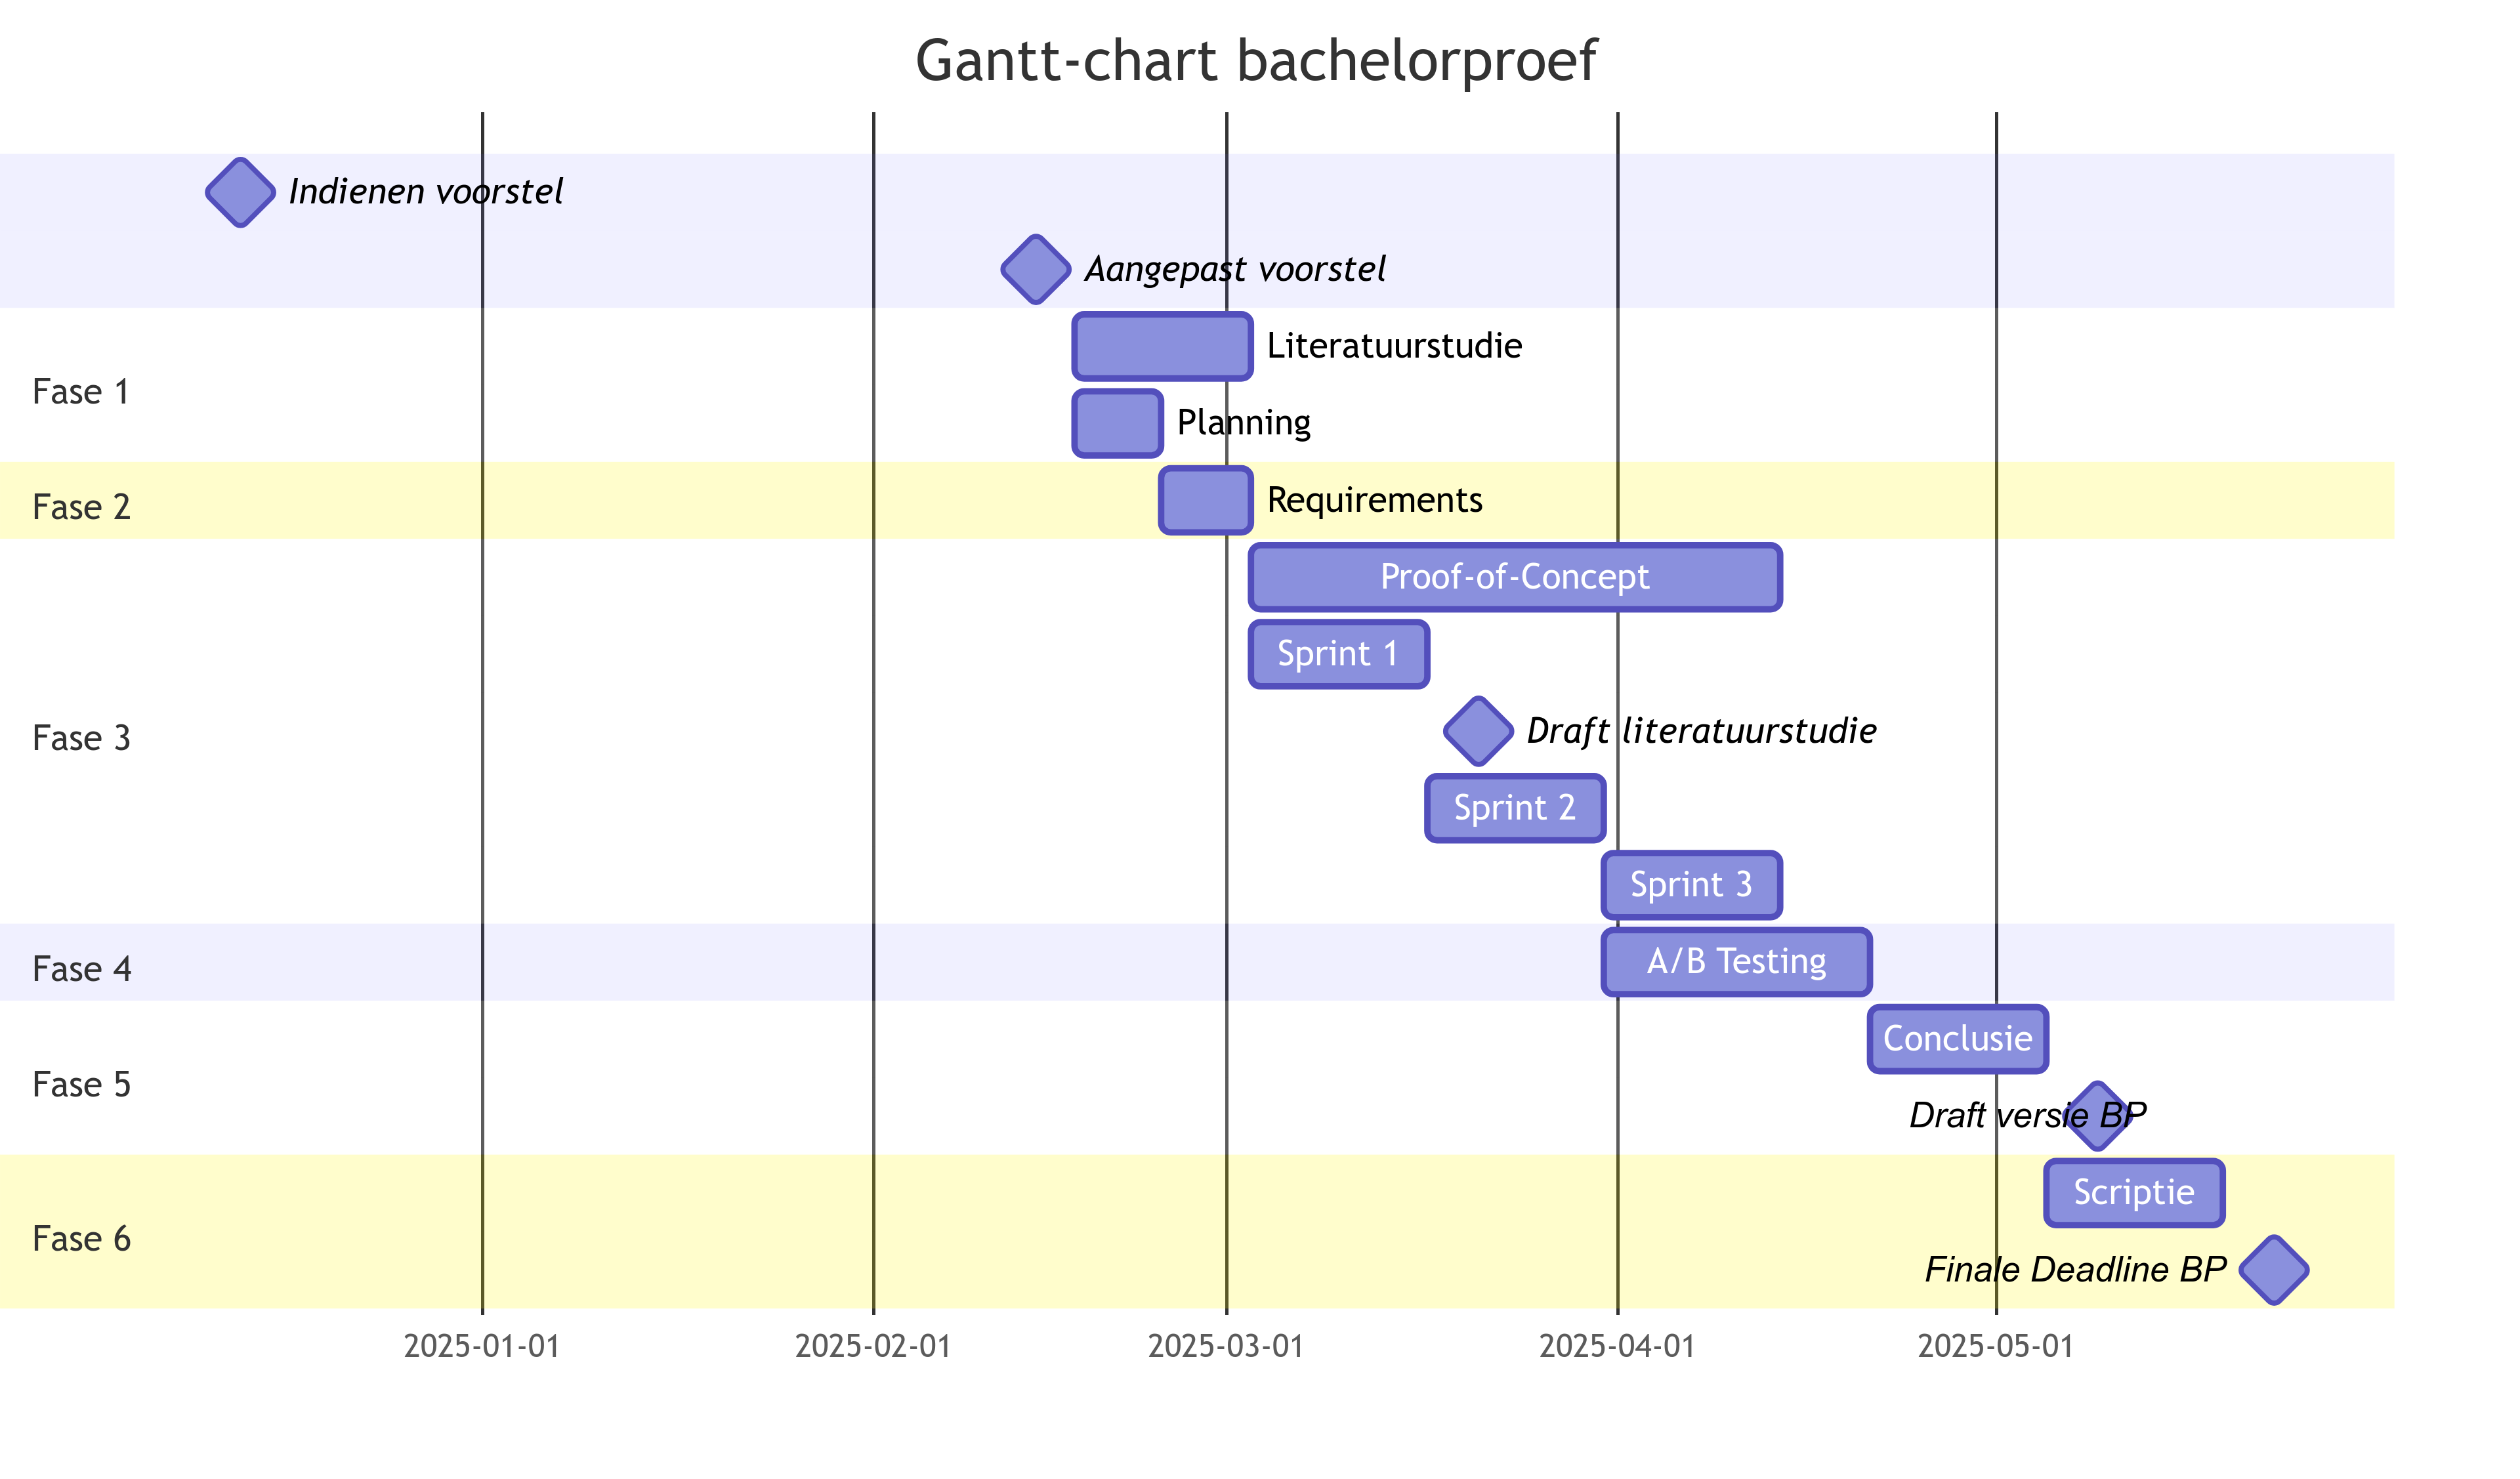 Gantt-chart bachelorproef
Indienen voorstel
Aangepast voorstel
Fase 1
Literatuurstudie
Planning
Fase 2
Requirements
Fase 3
Proof-of-Concept
Sprint 1
Draft literatuurstudie
Sprint 2
Sprint 3
Fase 4
A/B Testing
Fase 5
Conclusie
Draft versie BP
Fase 6
Scriptie
Finale Deadline BP
2025-01-01
2025-02-01
2025-03-01
2025-04-01
2025-05-01